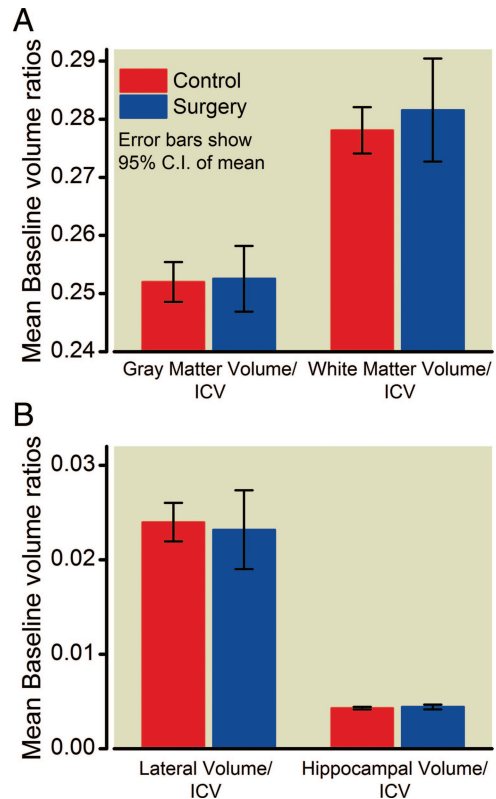 A
Mean Baseline volume ratios
0.29
0.28
0.27
0.26
0.25
0.24
Control
Surgery
Error bars show
95% C.I. of mean
Gray Matter Volume/
ICV
White Matter Volume/
ICV
B
Mean Baseline volume ratios
0.03
0.02
0.01
0.00
Lateral Volume/
ICV
Hippocampal Volume/
ICV